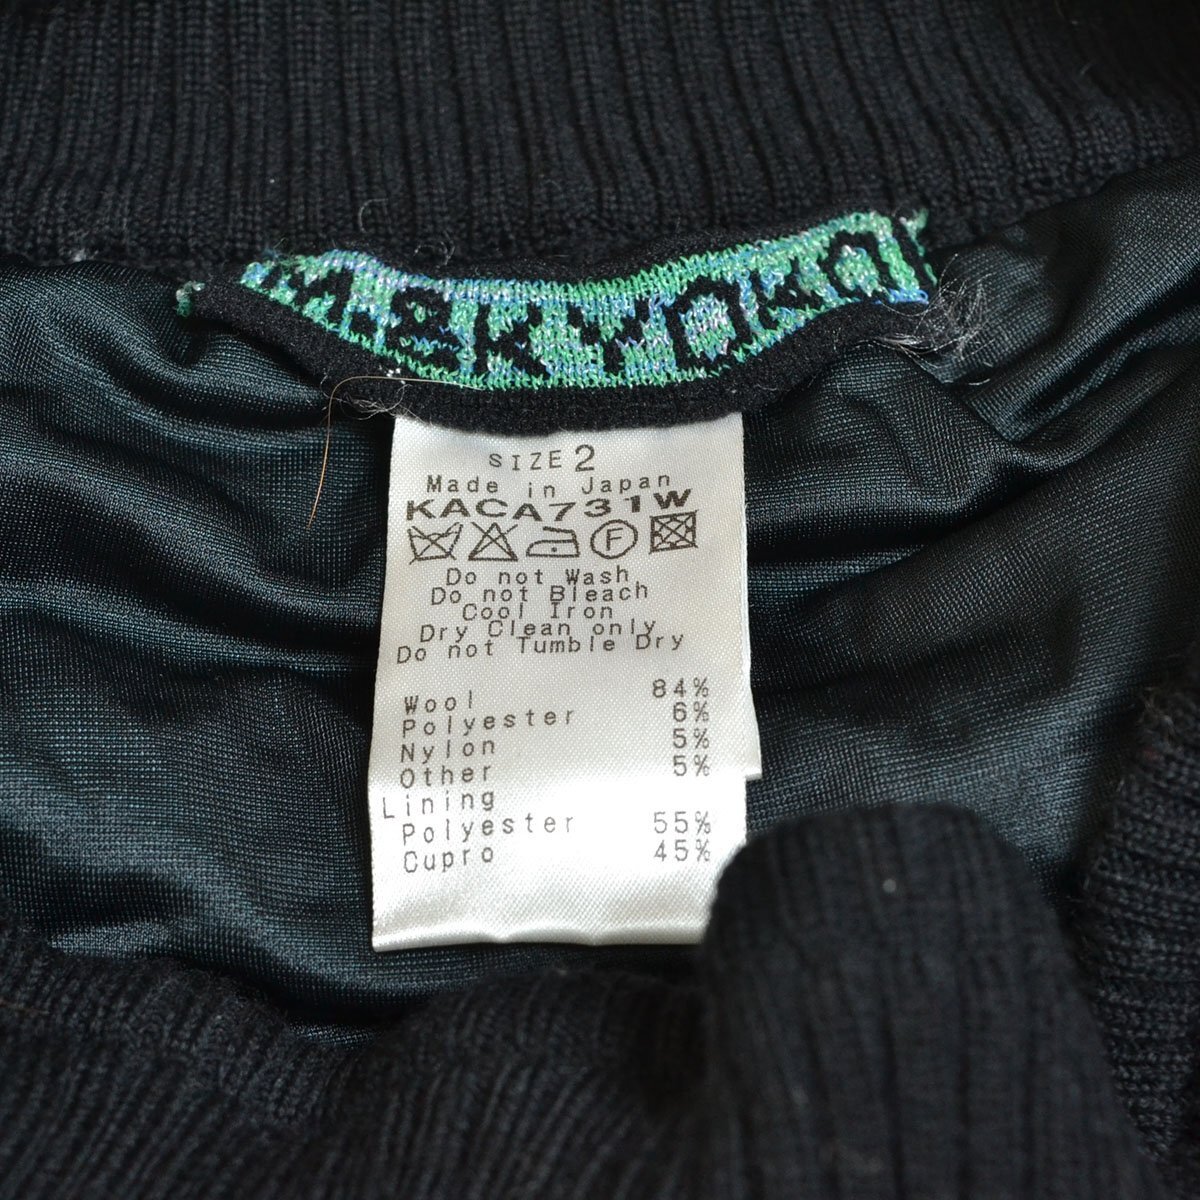 M.&KYOKO
SIZE 2
Made in Japan
KACA731W
F
Do not Wash
Do not Bleach
Cool Iron
Dry Clean only
Do not Tumble Dry
Wool 84%
Polyester 6%
Nylon 5%
Other 5%
Lining
Polyester 55%
Cupro 45%